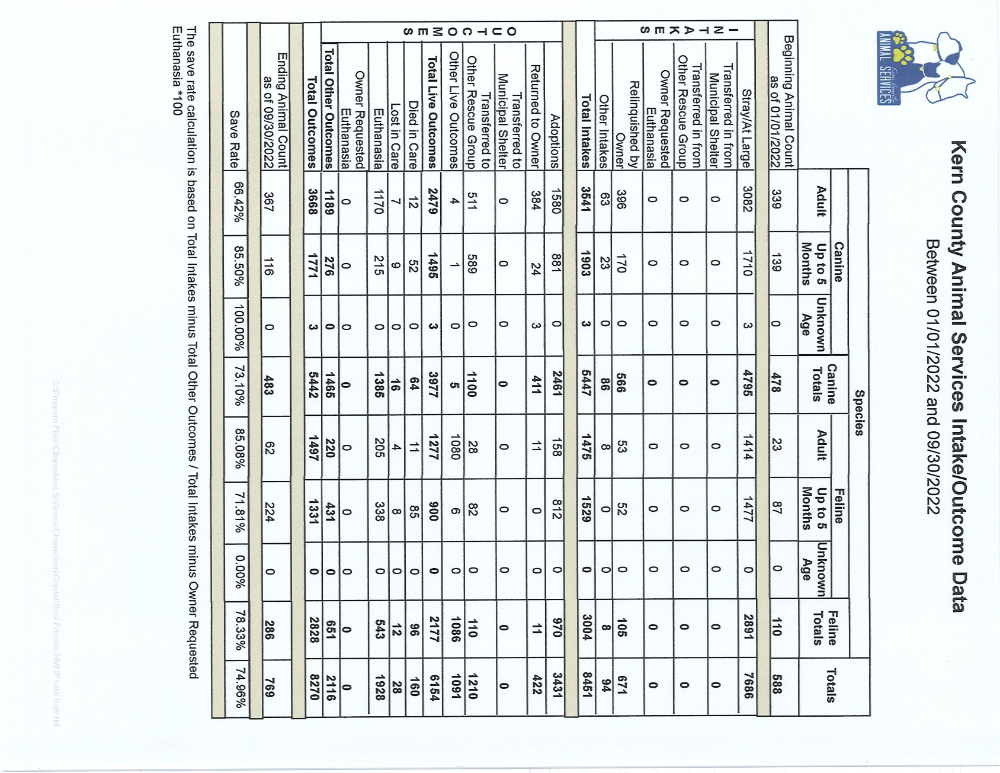 Kern County
ANIMAL SERVICES
Kern County Animal Services Intake/Outcome Data
Between 01/01/2022 and 09/30/2022
Species
Canine Canine Totals Feline Feline Totals Totals
Adult Up to 5 Months Unknown Age Adult Up to 5 Months Unknown Age
Beginning Animal Count as of 01/01/2022 339 139 0 478 23 87 0 110 588
INTAKES
Stray/At Large 3082 1710 3 4795 1414 1477 0 2891 7686
Transferred in from Municipal Shelter 0 0 0 0 0 0 0 0 0
Transferred in from Other Rescue Group 0 0 0 0 0 0 0 0 0
Owner Requested Euthanasia 0 0 0 0 0 0 0 0 0
Relinquished by Owner 396 170 0 566 53 52 0 105 671
Other Intakes 63 23 0 86 8 0 0 8 94
Total Intakes 3541 1903 3 5447 1475 1529 0 3004 8451
OUTCOMES
Adoptions 1580 881 0 2461 158 812 0 970 3431
Returned to Owner 384 24 3 411 11 0 0 11 422
Transferred to Municipal Shelter 0 0 0 0 0 0 0 0 0
Transferred to Other Rescue Group 511 589 0 1100 28 82 0 110 1210
Other Live Outcomes 4 1 0 5 1080 6 0 1086 1091
Total Live Outcomes 2479 1495 3 3977 1277 900 0 2177 6154
Died in Care 12 52 0 64 11 85 0 96 160
Lost in Care 7 9 0 16 4 8 0 12 28
Euthanasia 1170 215 0 1385 205 338 0 543 1928
Owner Requested Euthanasia 0 0 0 0 0 0 0 0 0
Total Other Outcomes 1189 276 0 1465 220 431 0 651 2116
Total Outcomes 3668 1771 3 5442 1497 1331 0 2828 8270
Ending Animal Count as of 09/30/2022 367 116 0 483 62 224 0 286 769
Save Rate 66.42% 85.50% 100.00% 73.10% 85.08% 71.81% 0.00% 78.33% 74.96%
The save rate calculation is based on Total Intakes minus Total Other Outcomes / Total Intakes minus Owner Requested
Euthanasia *100
C:\Program Files\Chameleon Software\Chameleon\Crystal\Best Friends NMHP with logo.rpt